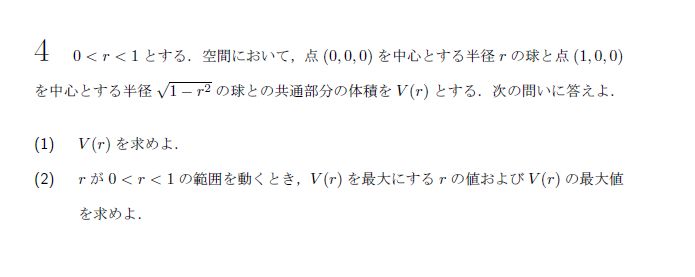 4 0 < r < 1 とする．空間において，点 (0, 0, 0) を中心とする半径 r の球と点 (1, 0, 0)
を中心とする半径 √(1 − r²) の球との共通部分の体積を V(r) とする．次の問いに答えよ．
(1) V(r) を求めよ．
(2) r が 0 < r < 1 の範囲を動くとき，V(r) を最大にする r の値および V(r) の最大値
を求めよ．